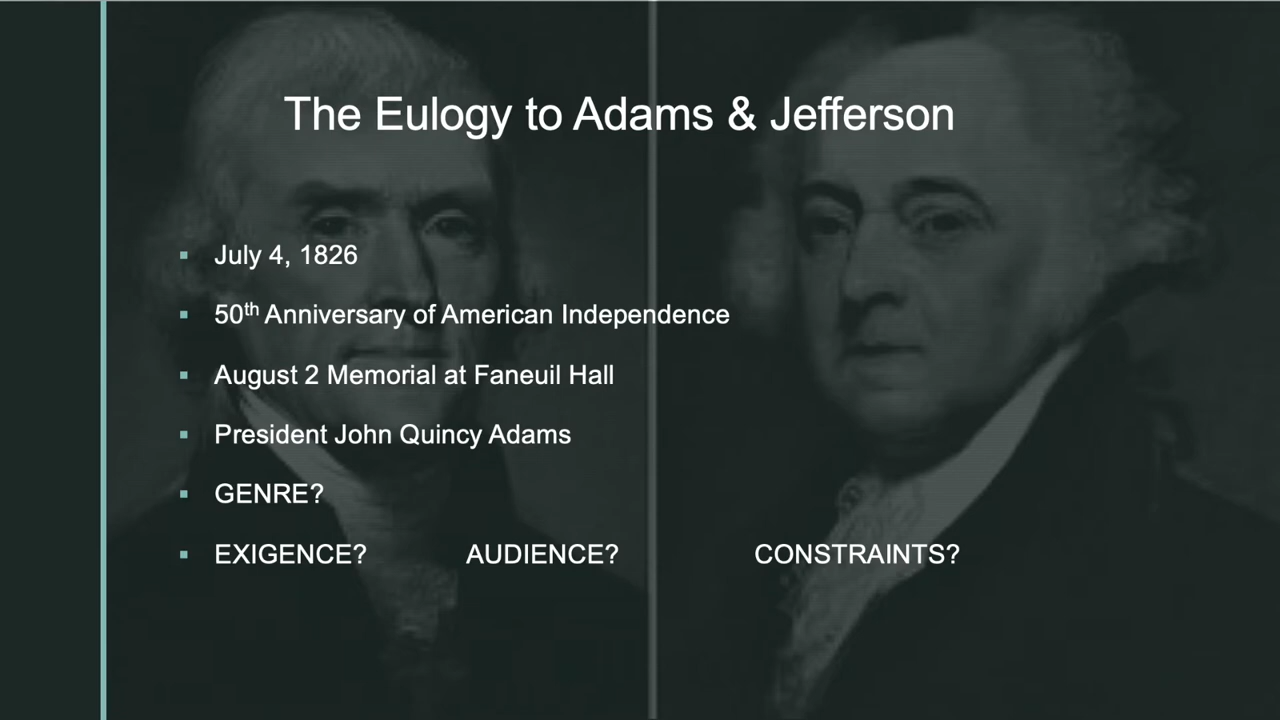 The Eulogy to Adams & Jefferson
▪ July 4, 1826
▪ 50th Anniversary of American Independence
▪ August 2 Memorial at Faneuil Hall
▪ President John Quincy Adams
▪ GENRE?
▪ EXIGENCE? AUDIENCE? CONSTRAINTS?